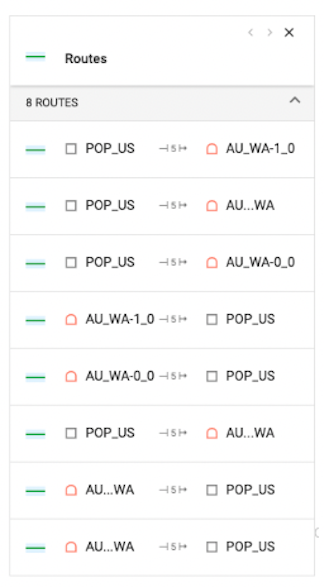 Routes
8 ROUTES
POP_US 5 AU_WA-1_0
POP_US 5 AU...WA
POP_US 5 AU_WA-0_0
AU_WA-1_0 5 POP_US
AU_WA-0_0 5 POP_US
POP_US 5 AU...WA
AU...WA 5 POP_US
AU...WA 5 POP_US